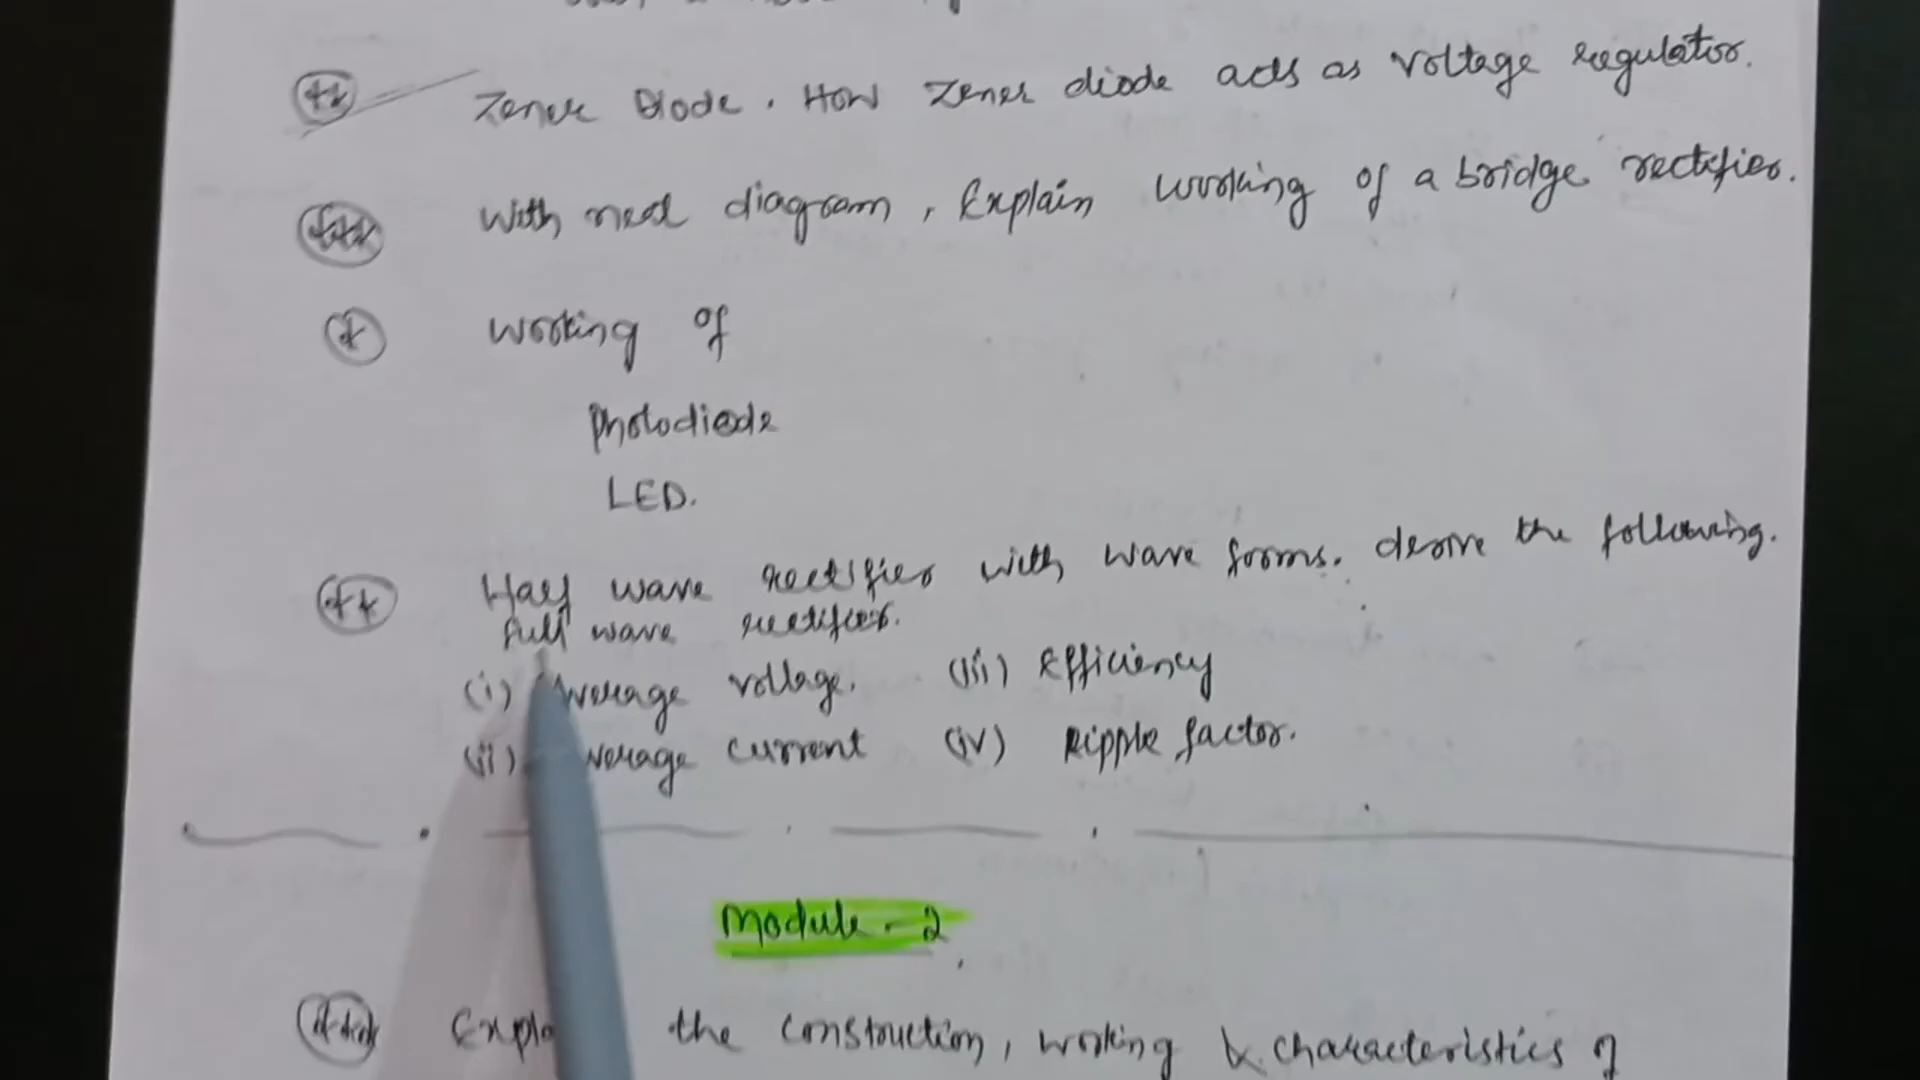 Zener Diode. How Zener diode acts as voltage regulator.
With neat diagram, Explain working of a bridge rectifier.
Working of
Photodiode
LED.
Half wave rectifier with wave forms. derive the following.
Full wave rectifier.
(i) Average voltage. (iii) Efficiency
(ii) Average current (iv) Ripple factor.
Module - 2
the construction, working & characteristics of